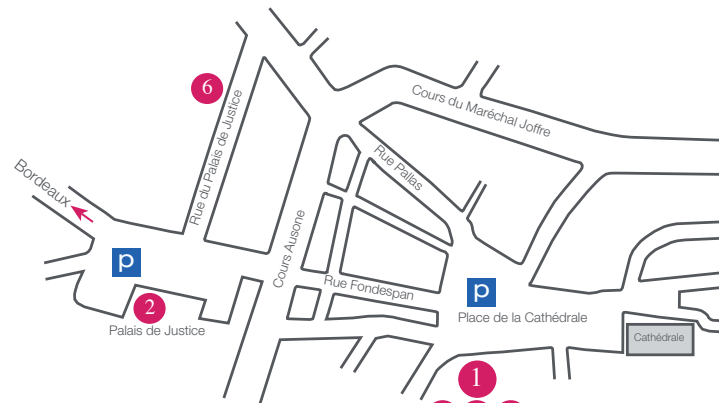 6
Cours du Maréchal Joffre
Rue du Palais de Justice
Rue Pallas
Bordeaux
Cours Ausone
p
Rue Fondespan
p
2
Palais de Justice
Place de la Cathédrale
Cathédrale
1